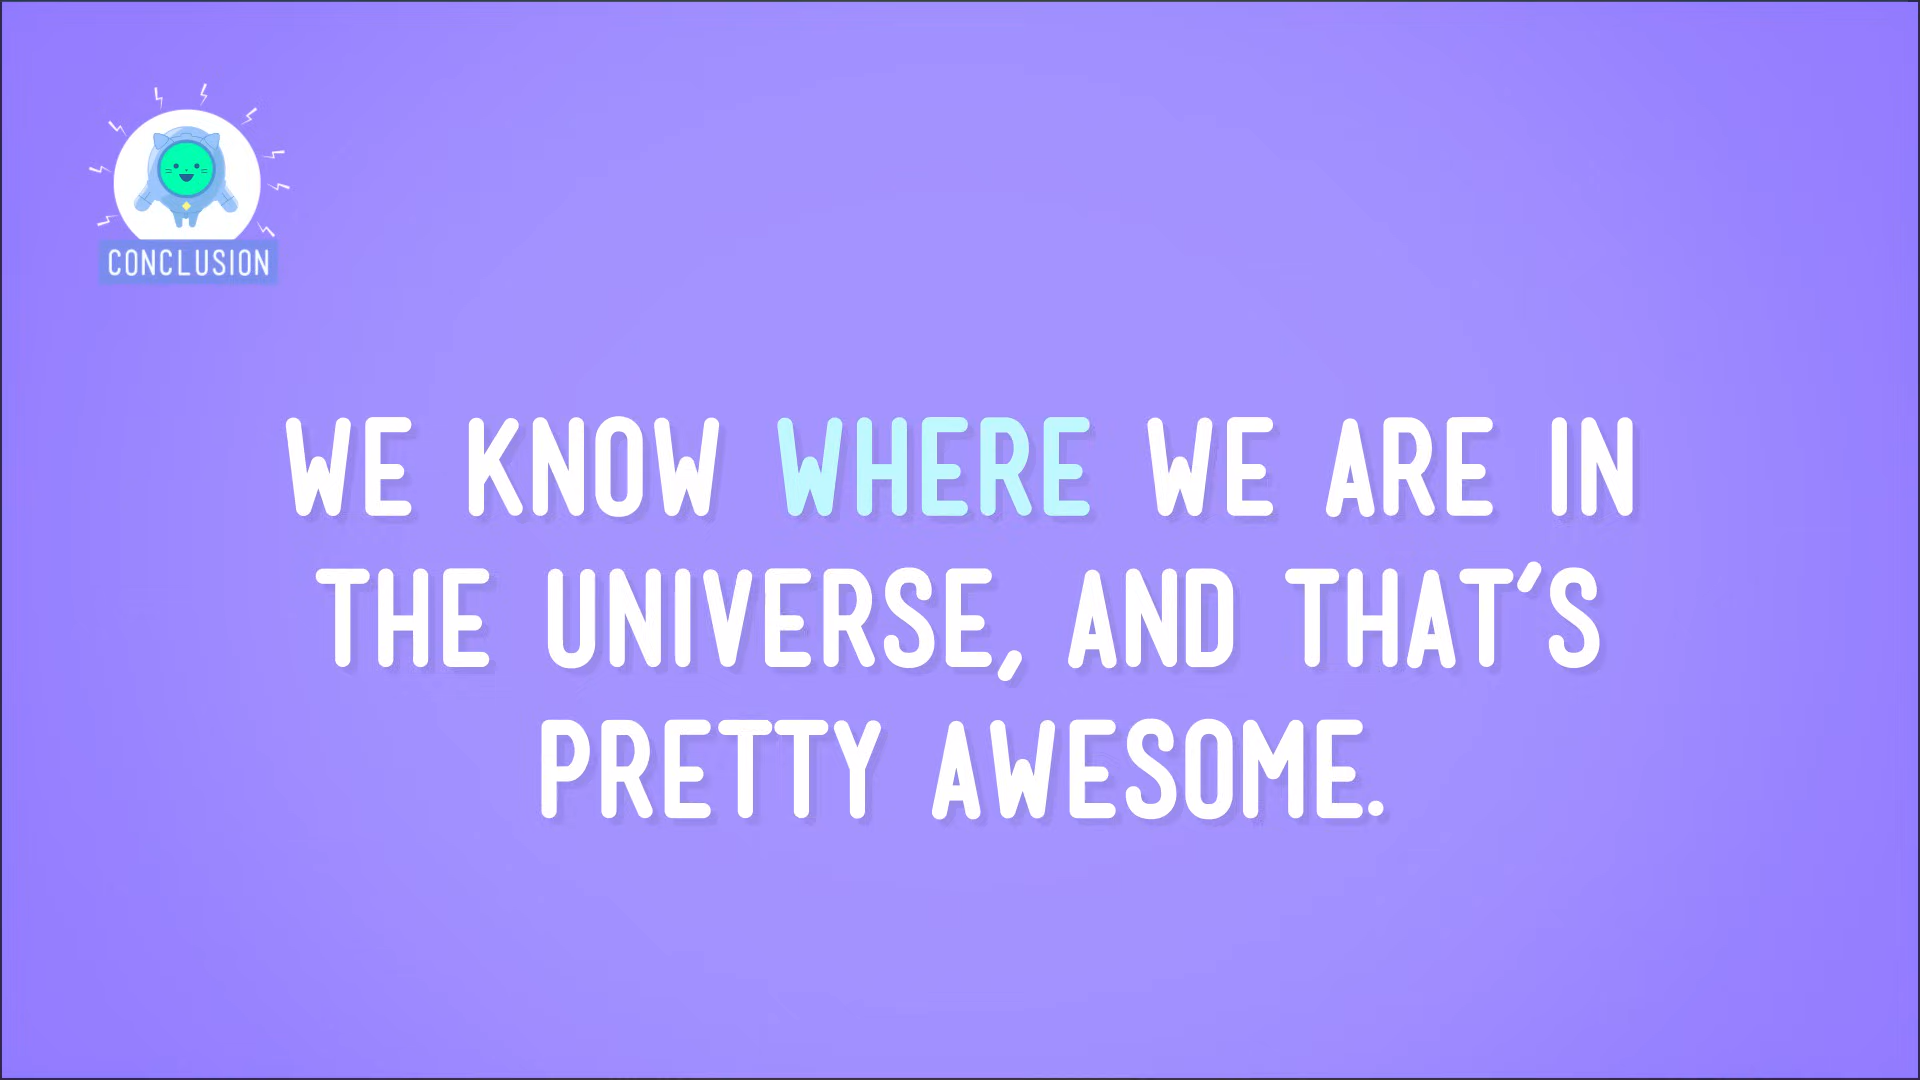 CONCLUSION
WE KNOW WHERE WE ARE IN
THE UNIVERSE, AND THAT'S
PRETTY AWESOME.